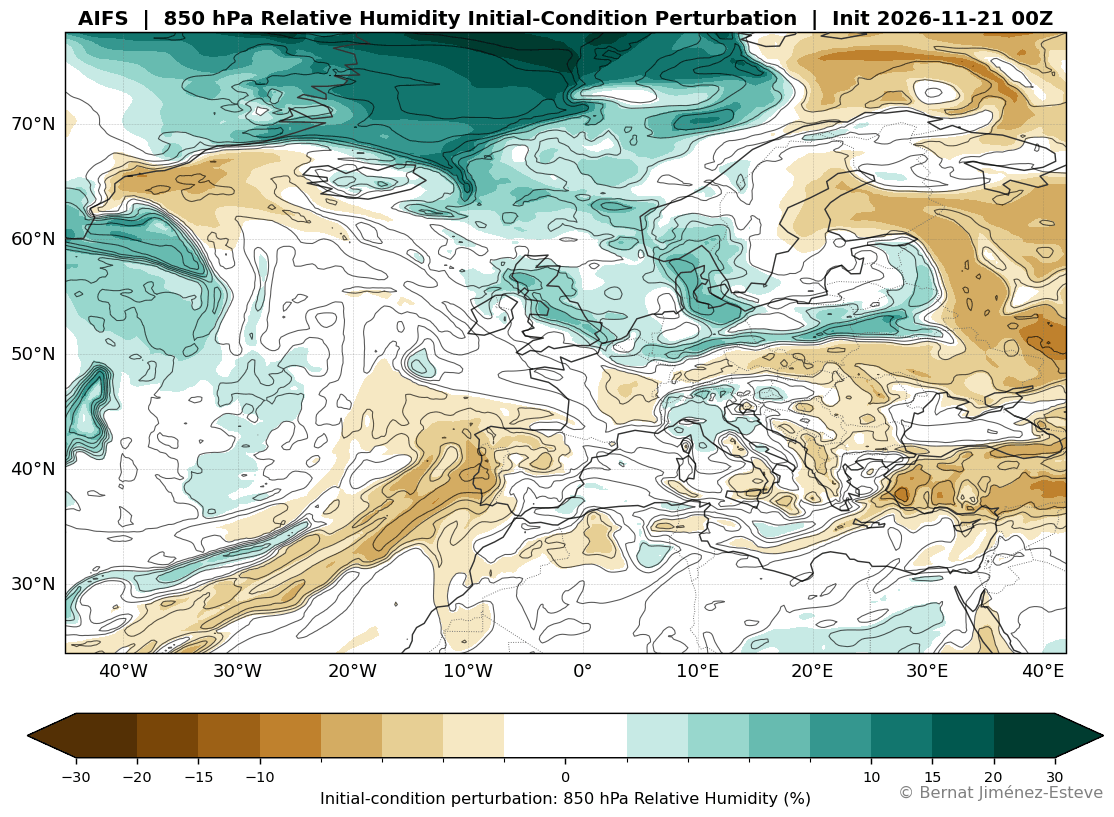 AIFS | 850 hPa Relative Humidity Initial-Condition Perturbation | Init 2026-11-21 00Z
70°N
60°N
50°N
40°N
30°N
40°W 30°W 20°W 10°W 0° 10°E 20°E 30°E 40°E
−30 −20 −15 −10 0 10 15 20 30
Initial-condition perturbation: 850 hPa Relative Humidity (%)
© Bernat Jiménez-Esteve